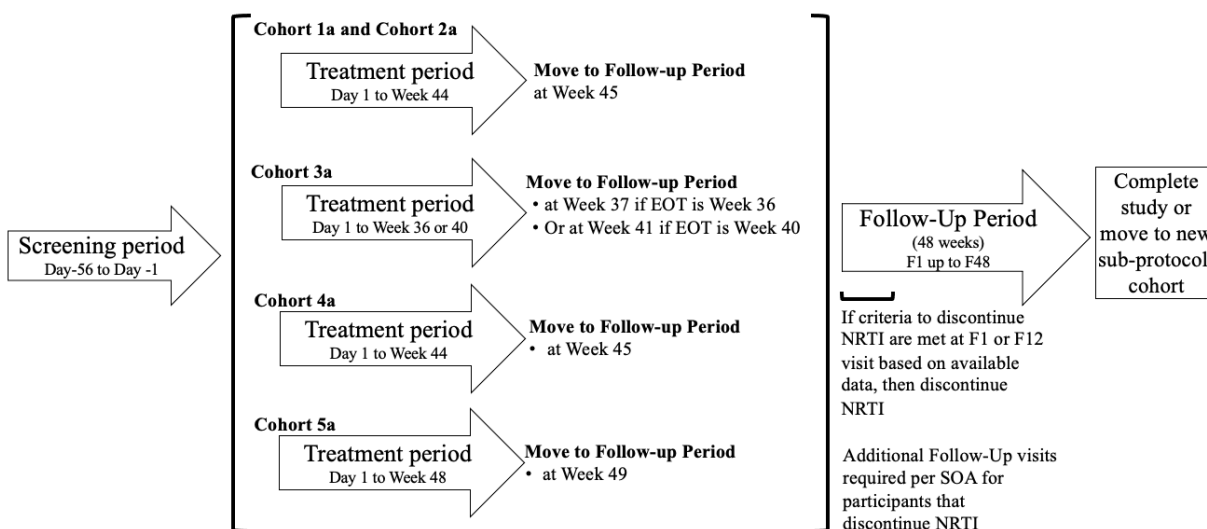 Screening period
Day-56 to Day -1
Cohort 1a and Cohort 2a
Treatment period
Day 1 to Week 44
Move to Follow-up Period
at Week 45
Cohort 3a
Treatment period
Day 1 to Week 36 or 40
Move to Follow-up Period
• at Week 37 if EOT is Week 36
• Or at Week 41 if EOT is Week 40
Cohort 4a
Treatment period
Day 1 to Week 44
Move to Follow-up Period
• at Week 45
Cohort 5a
Treatment period
Day 1 to Week 48
Move to Follow-up Period
• at Week 49
Follow-Up Period
(48 weeks)
F1 up to F48
If criteria to discontinue
NRTI are met at F1 or F12
visit based on available
data, then discontinue
NRTI
Additional Follow-Up visits
required per SOA for
participants that
discontinue NRTI
Complete
study or
move to new
sub-protocol
cohort